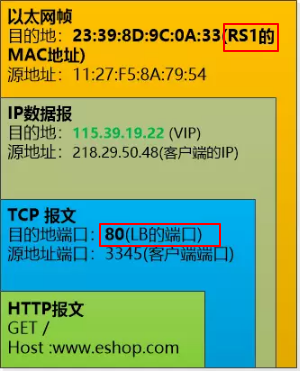 以太网帧
目的地：23:39:8D:9C:0A:33(RS1的
MAC地址)
源地址：11:27:F5:8A:79:54
IP数据报
目的地：115.39.19.22 (VIP)
源地址：218.29.50.48(客户端的IP)
TCP 报文
目的地端口：80(LB的端口)
源地址端口：3345(客户端端口)
HTTP报文
GET /
Host :www.eshop.com